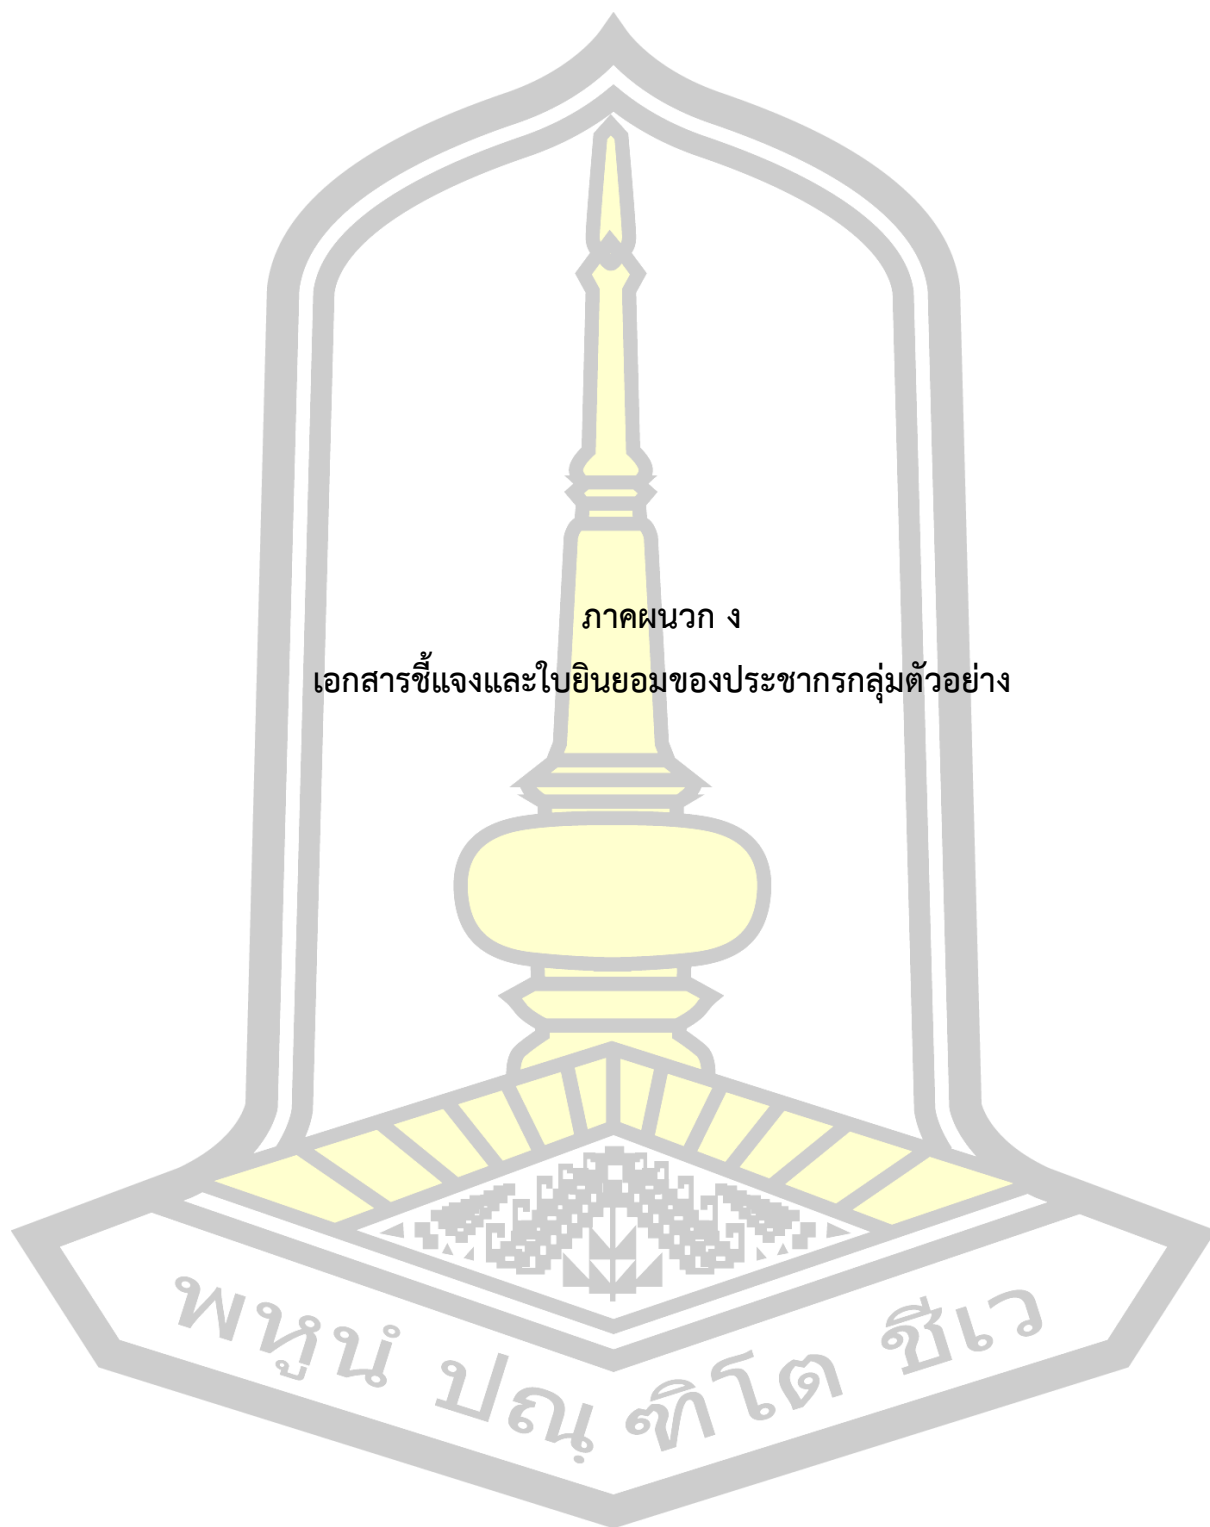 ภาคผนวก ง
เอกสารชี้แจงและใบยินยอมของประชากรกลุ่มตัวอย่าง
พหูนํ ปณฺฑิโต ชีเว